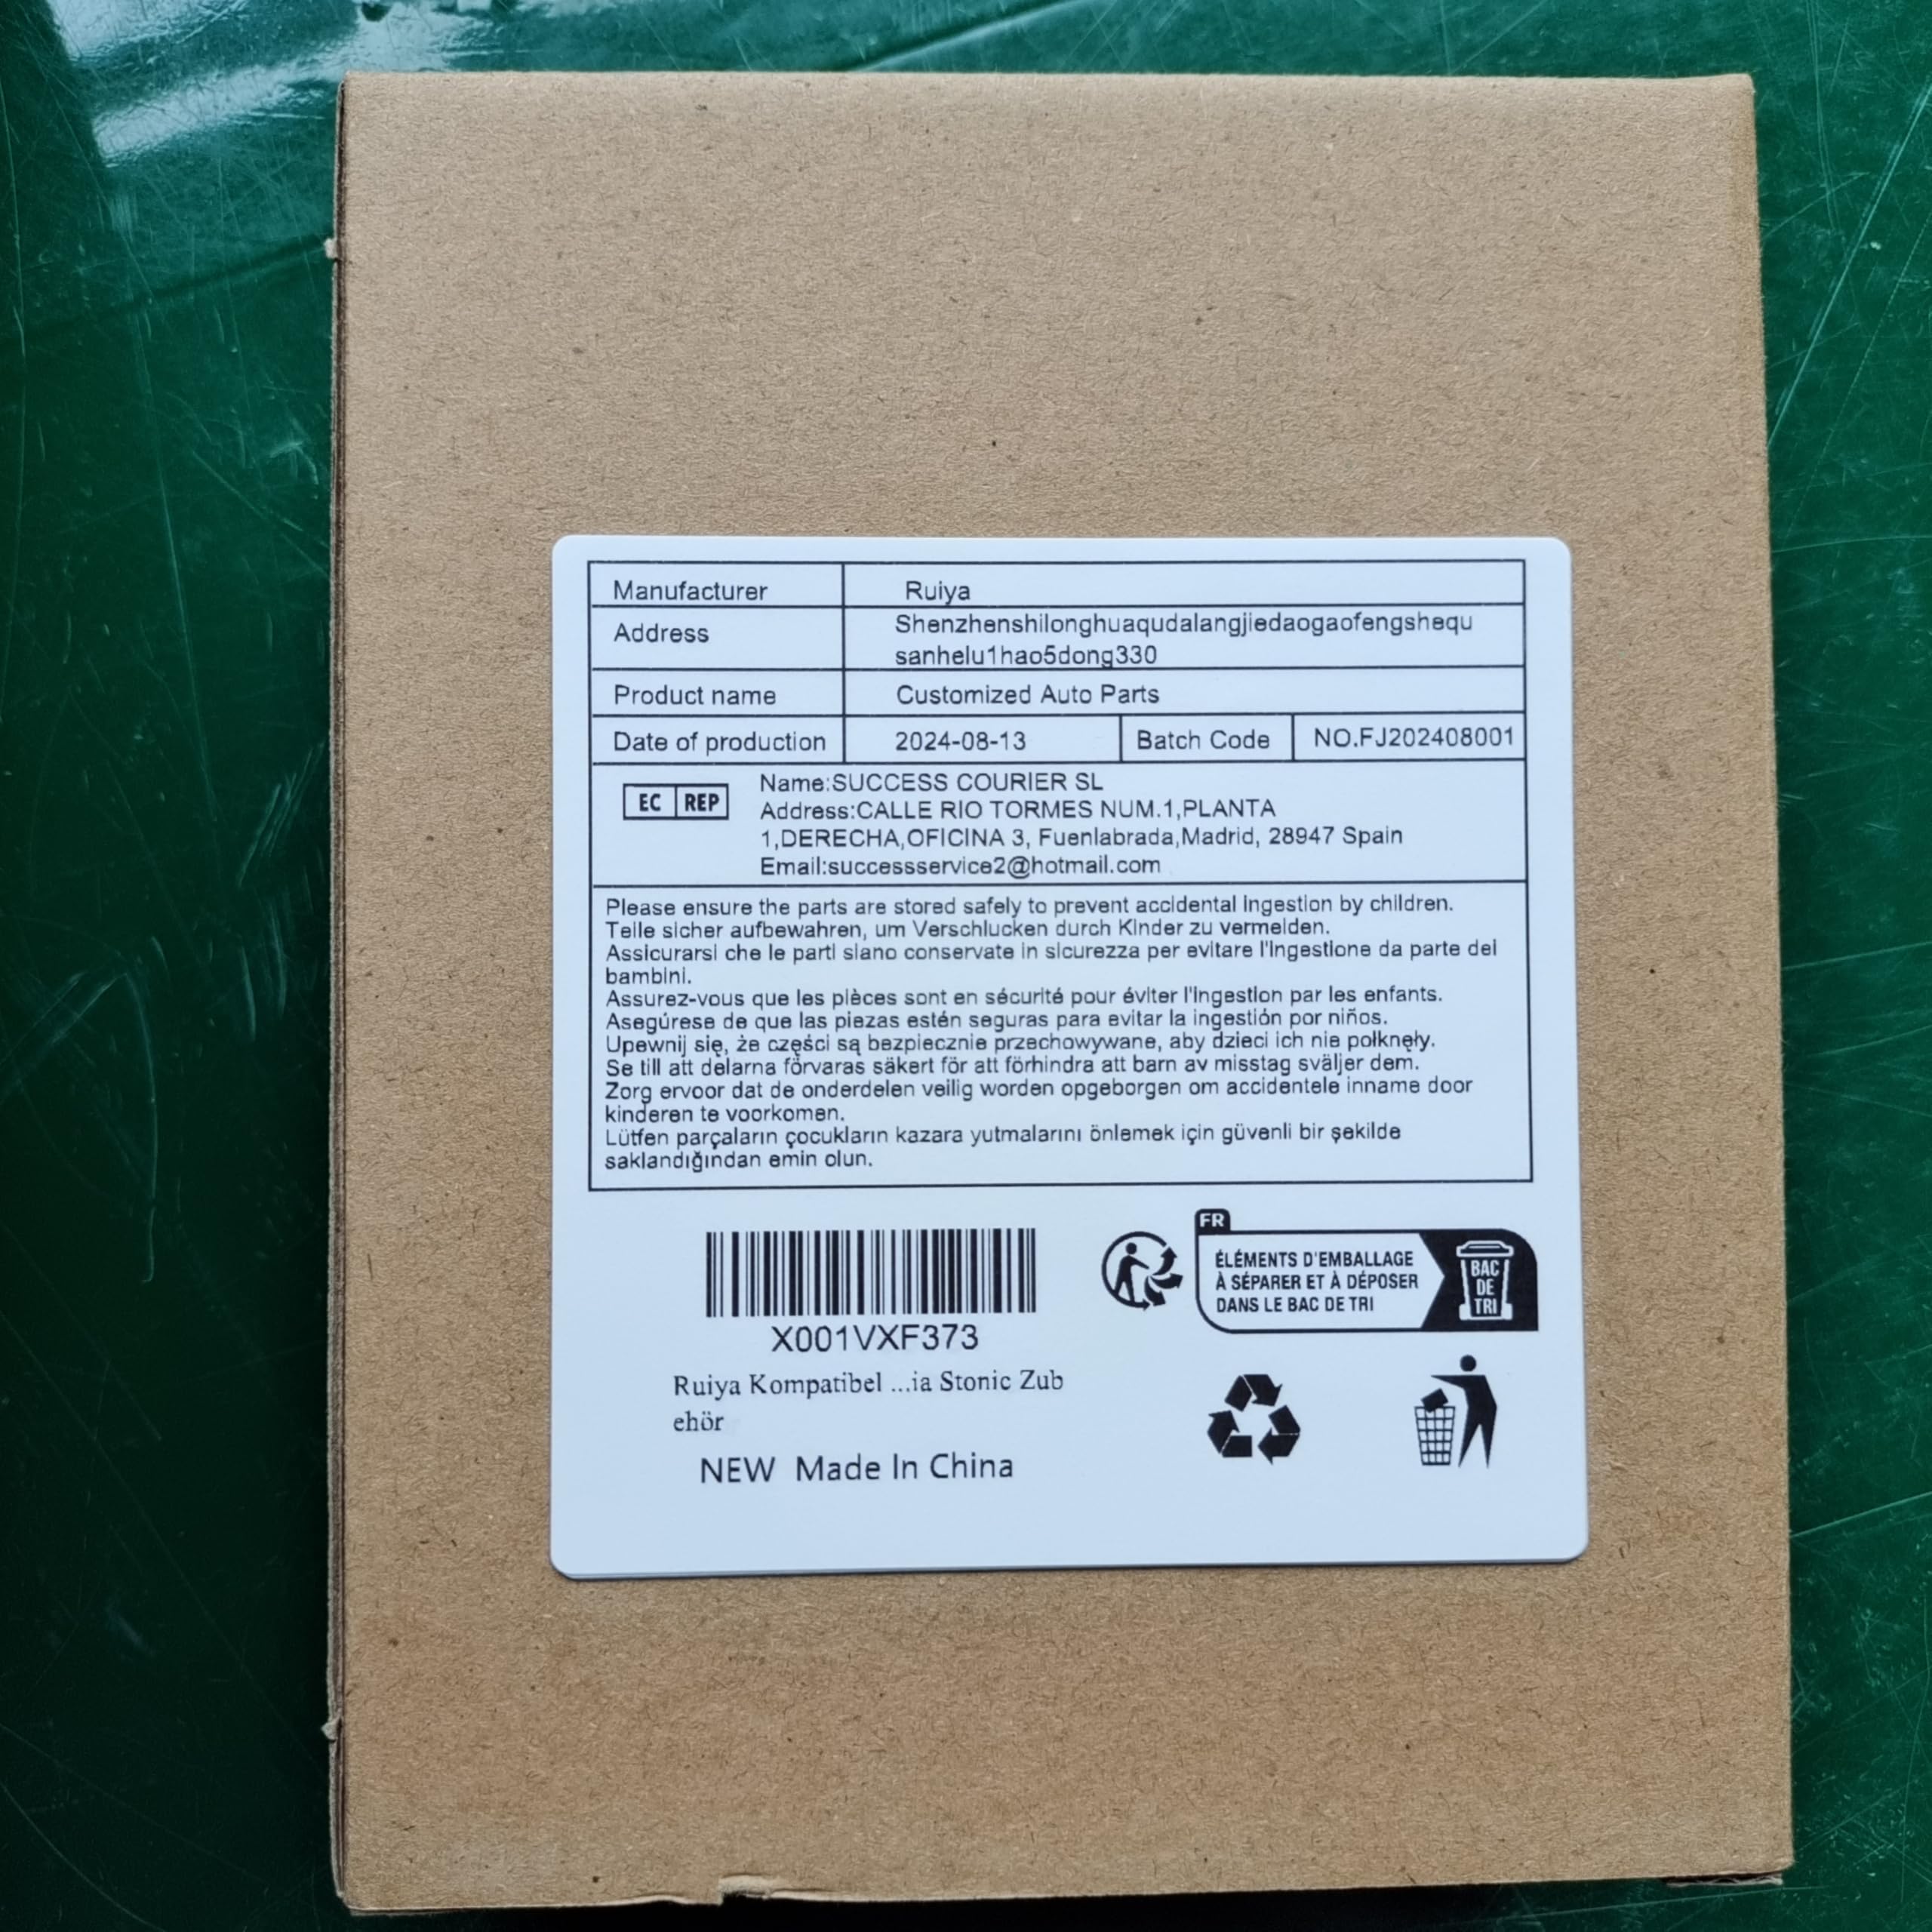 Manufacturer Ruiya
Address Shenzhenshilonghuaqudalangjiedaogaofengshequ
sanhelu1hao5dong330
Product name Customized Auto Parts
Date of production 2024-08-13 Batch Code NO.FJ202408001
EC REP
Name:SUCCESS COURIER SL
Address:CALLE RIO TORMES NUM.1,PLANTA
1,DERECHA,OFICINA 3, Fuenlabrada,Madrid, 28947 Spain
Email:successservice2@hotmail.com
Please ensure the parts are stored safely to prevent accidental ingestion by children.
Teile sicher aufbewahren, um Verschlucken durch Kinder zu vermeiden.
Assicurarsi che le parti siano conservate in sicurezza per evitare l'ingestione da parte dei
bambini.
Assurez-vous que les pièces sont en sécurité pour éviter l'ingestion par les enfants.
Asegúrese de que las piezas estén seguras para evitar la ingestión por niños.
Upewnij się, że części są bezpiecznie przechowywane, aby dzieci ich nie połknęły.
Se till att delarna förvaras säkert för att förhindra att barn av misstag sväljer dem.
Zorg ervoor dat de onderdelen veilig worden opgeborgen om accidentele inname door
kinderen te voorkomen.
Lütfen parçaların çocukların kazara yutmalarını önlemek için güvenli bir şekilde
saklandığından emin olun.
FR
ÉLÉMENTS D'EMBALLAGE
À SÉPARER ET À DÉPOSER
DANS LE BAC DE TRI
BAC
DE
TRI
X001VXF373
Ruiya Kompatibel ...ia Stonic Zub
ehör
NEW Made In China